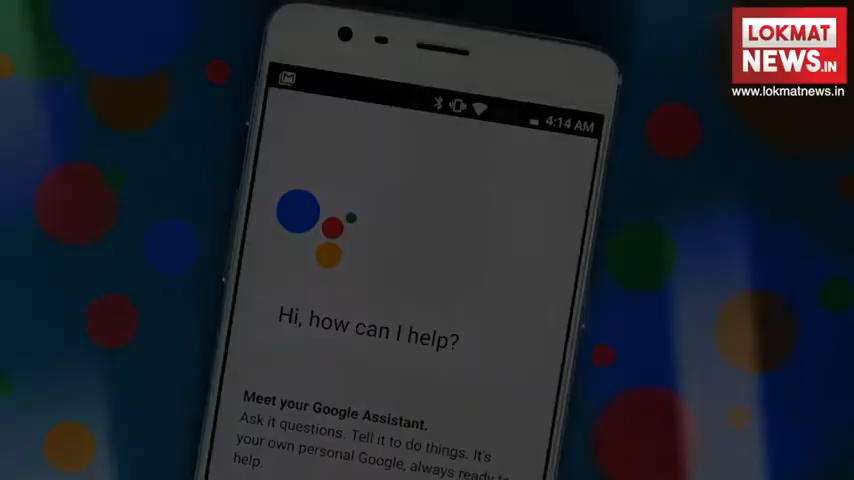 LOKMAT
NEWS.IN
www.lokmatnews.in
4:14 AM
Hi, how can I help?
Meet your Google Assistant.
Ask it questions. Tell it to do things. It's
your own personal Google, always ready to
help.